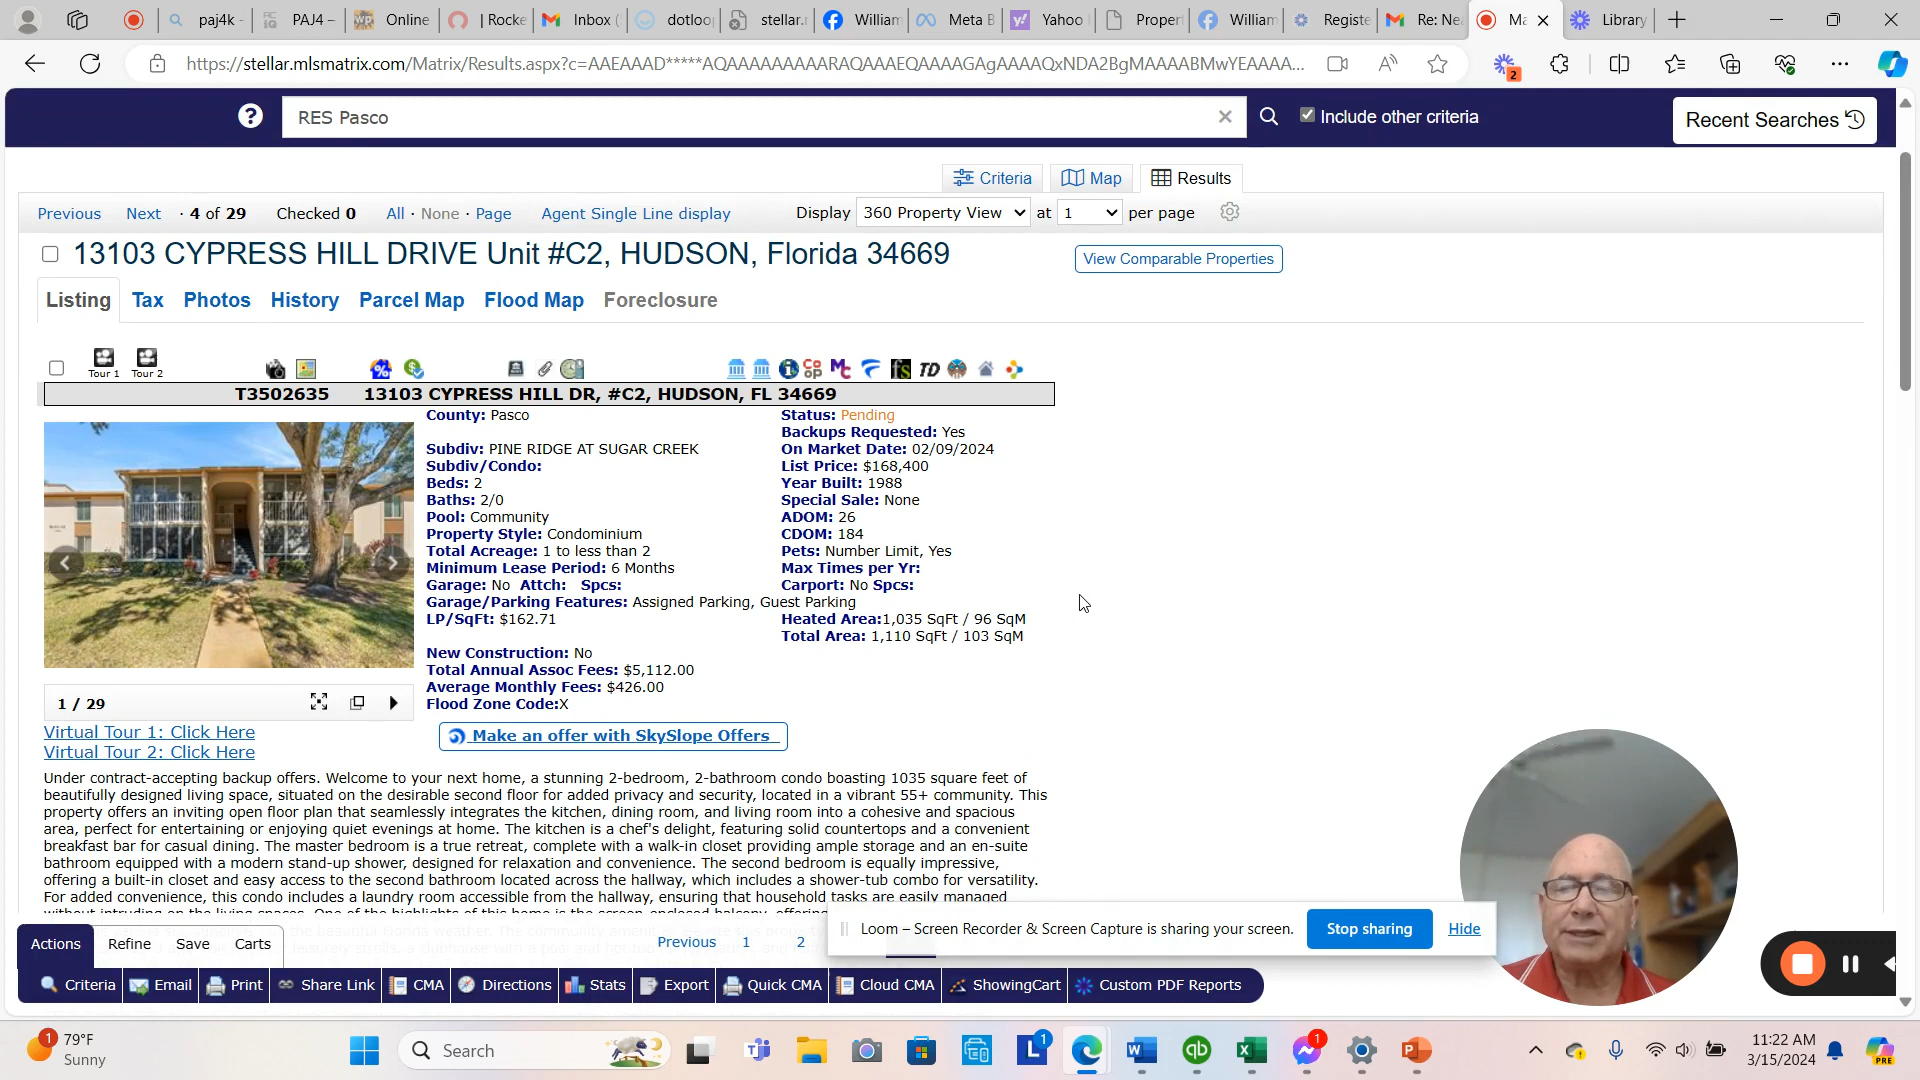 paj4k -
PAJ4 –
Online
| Rocke
Inbox (
dotloo
stellar.r
William
Meta B
Yahoo
Proper
William
Registe
Re: Ne
Ma
Library
https://stellar.mlsmatrix.com/Matrix/Results.aspx?c=AAEAAAD*****AQAAAAAAAAARAQAAAEQAAAAGAgAAAAQxNDA2BgMAAAABMwYEAAAA...
2
RES Pasco
Include other criteria
Recent Searches
Criteria
Map
Results
Previous Next · 4 of 29 Checked 0 All · None · Page Agent Single Line display Display 360 Property View at 1 per page
13103 CYPRESS HILL DRIVE Unit #C2, HUDSON, Florida 34669
View Comparable Properties
Listing Tax Photos History Parcel Map Flood Map Foreclosure
Tour 1 Tour 2
T3502635 13103 CYPRESS HILL DR, #C2, HUDSON, FL 34669
County: Pasco
Status: Pending
Backups Requested: Yes
Subdiv: PINE RIDGE AT SUGAR CREEK
On Market Date: 02/09/2024
Subdiv/Condo:
List Price: $168,400
Beds: 2
Year Built: 1988
Baths: 2/0
Special Sale: None
Pool: Community
ADOM: 26
Property Style: Condominium
CDOM: 184
Total Acreage: 1 to less than 2
Pets: Number Limit, Yes
Minimum Lease Period: 6 Months
Max Times per Yr:
Garage: No Attch: Spcs:
Carport: No Spcs:
Garage/Parking Features: Assigned Parking, Guest Parking
LP/SqFt: $162.71
Heated Area:1,035 SqFt / 96 SqM
Total Area: 1,110 SqFt / 103 SqM
New Construction: No
Total Annual Assoc Fees: $5,112.00
Average Monthly Fees: $426.00
Flood Zone Code:X
1 / 29
Virtual Tour 1: Click Here
Virtual Tour 2: Click Here
Make an offer with SkySlope Offers
Under contract-accepting backup offers. Welcome to your next home, a stunning 2-bedroom, 2-bathroom condo boasting 1035 square feet of
beautifully designed living space, situated on the desirable second floor for added privacy and security, located in a vibrant 55+ community. This
property offers an inviting open floor plan that seamlessly integrates the kitchen, dining room, and living room into a cohesive and spacious
area, perfect for entertaining or enjoying quiet evenings at home. The kitchen is a chef's delight, featuring solid countertops and a convenient
breakfast bar for casual dining. The master bedroom is a true retreat, complete with a walk-in closet providing ample storage and an en-suite
bathroom equipped with a modern stand-up shower, designed for relaxation and convenience. The second bedroom is equally impressive,
offering a built-in closet and easy access to the second bathroom located across the hallway, which includes a shower-tub combo for versatility.
For added convenience, this condo includes a laundry room accessible from the hallway, ensuring that household tasks are easily managed
Loom – Screen Recorder & Screen Capture is sharing your screen.
Stop sharing
Hide
Actions Refine Save Carts
Previous 1 2
Criteria Email Print Share Link CMA Directions Stats Export Quick CMA Cloud CMA ShowingCart Custom PDF Reports
1
79°F
Sunny
Search
1
1
11:22 AM
3/15/2024
PRE